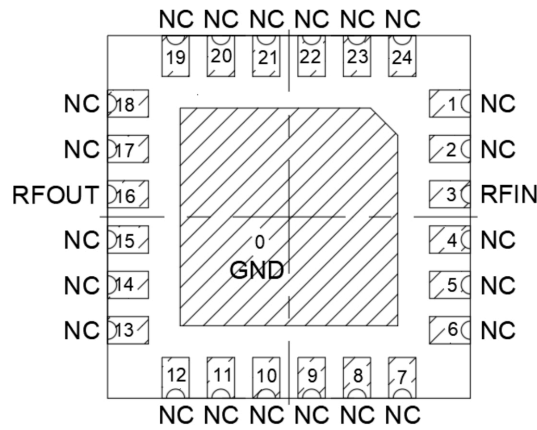 NC NC NC NC NC NC
19 20 21 22 23 24
NC 18 1 NC
NC 17 2 NC
RFOUT 16 3 RFIN
NC 15 0 4 NC
GND
NC 14 5 NC
NC 13 6 NC
12 11 10 9 8 7
NC NC NC NC NC NC